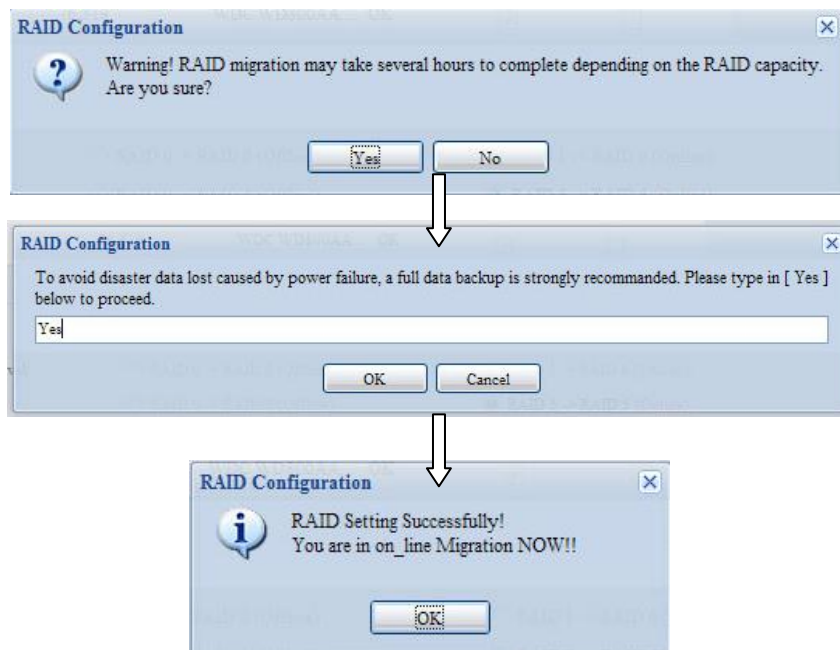 RAID Configuration
Warning! RAID migration may take several hours to complete depending on the RAID capacity.
Are you sure?
Yes
No
RAID Configuration
To avoid disaster data lost caused by power failure, a full data backup is strongly recommanded. Please type in [ Yes ]
below to proceed.
Yes
OK
Cancel
RAID Configuration
RAID Setting Successfully!
You are in on_line Migration NOW!!
OK